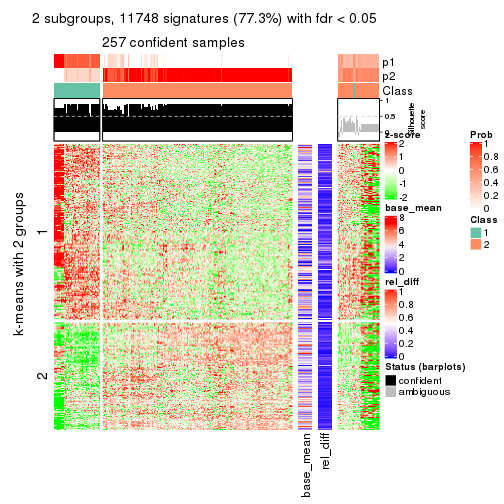 2 subgroups, 11748 signatures (77.3%) with fdr < 0.05
257 confident samples
p1
p2
Class
1
0.5
0
Silhouette
score
k-means with 2 groups
1
2
base_mean
rel_diff
z-score
2
1
0
-1
-2
base_mean
8
6
4
2
0
rel_diff
1
0.8
0.6
0.4
0.2
0
Status (barplots)
confident
ambiguous
Prob
1
0.8
0.6
0.4
0.2
0
Class
1
2